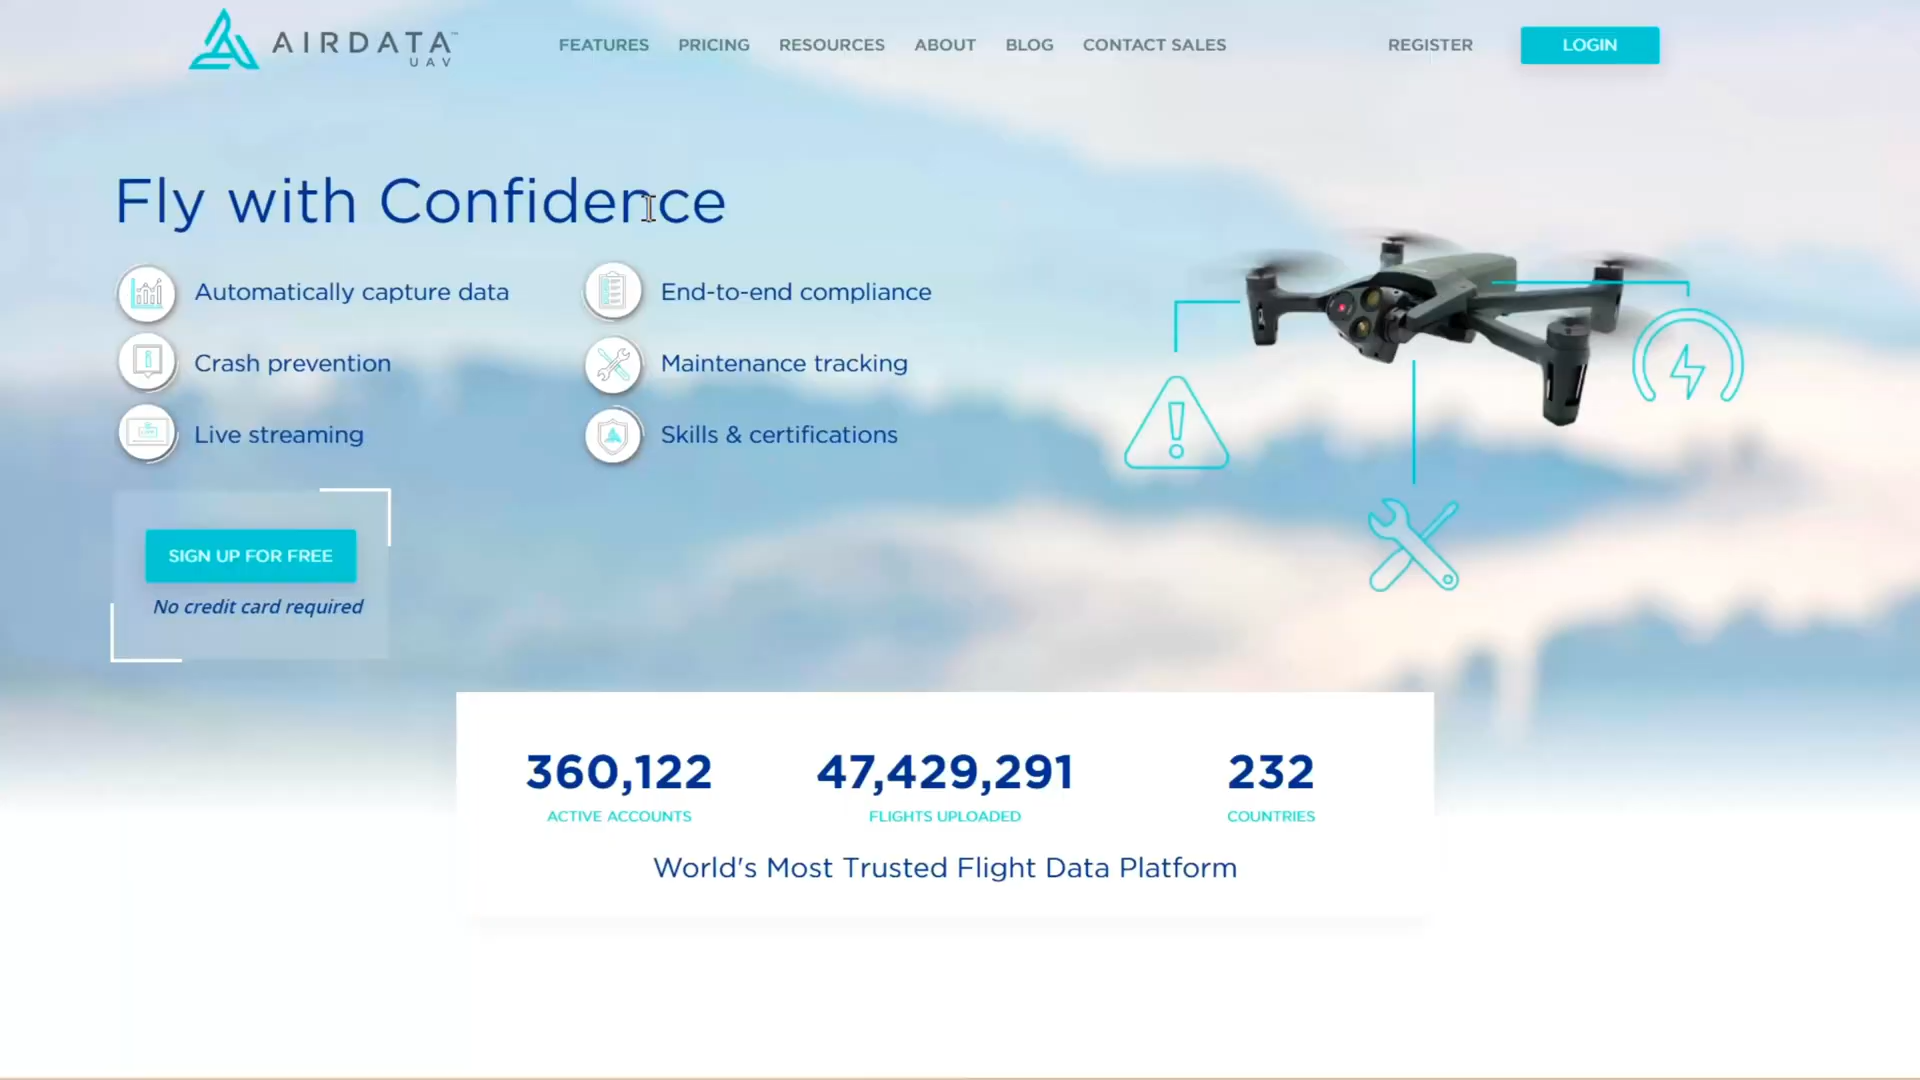 AIRDATA™
UAV
FEATURES PRICING RESOURCES ABOUT BLOG CONTACT SALES REGISTER LOGIN
Fly with Confidence
Automatically capture data
End-to-end compliance
Crash prevention
Maintenance tracking
Live streaming
Skills & certifications
SIGN UP FOR FREE
No credit card required
360,122 47,429,291 232
ACTIVE ACCOUNTS FLIGHTS UPLOADED COUNTRIES
World's Most Trusted Flight Data Platform